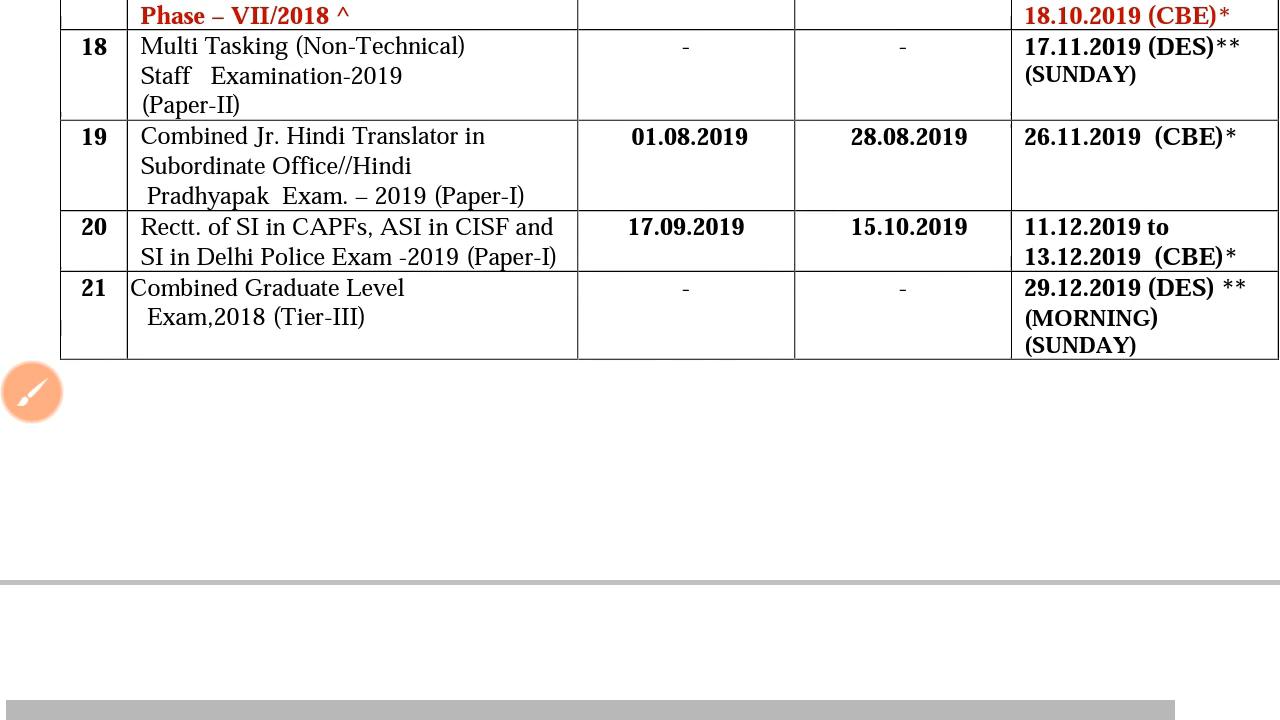 Phase – VII/2018 ^ 18.10.2019 (CBE)*
18 Multi Tasking (Non-Technical) - - 17.11.2019 (DES)**
Staff Examination-2019 (SUNDAY)
(Paper-II)
19 Combined Jr. Hindi Translator in 01.08.2019 28.08.2019 26.11.2019 (CBE)*
Subordinate Office//Hindi
Pradhyapak Exam. – 2019 (Paper-I)
20 Rectt. of SI in CAPFs, ASI in CISF and 17.09.2019 15.10.2019 11.12.2019 to
SI in Delhi Police Exam -2019 (Paper-I) 13.12.2019 (CBE)*
21 Combined Graduate Level - - 29.12.2019 (DES) **
Exam,2018 (Tier-III) (MORNING)
(SUNDAY)